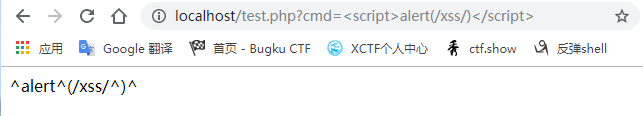 localhost/test.php?cmd=<script>alert(/xss/)</script>
应用 Google 翻译 首页 - Bugku CTF XCTF个人中心 ctf.show 反弹shell
^alert^(/xss/^)^